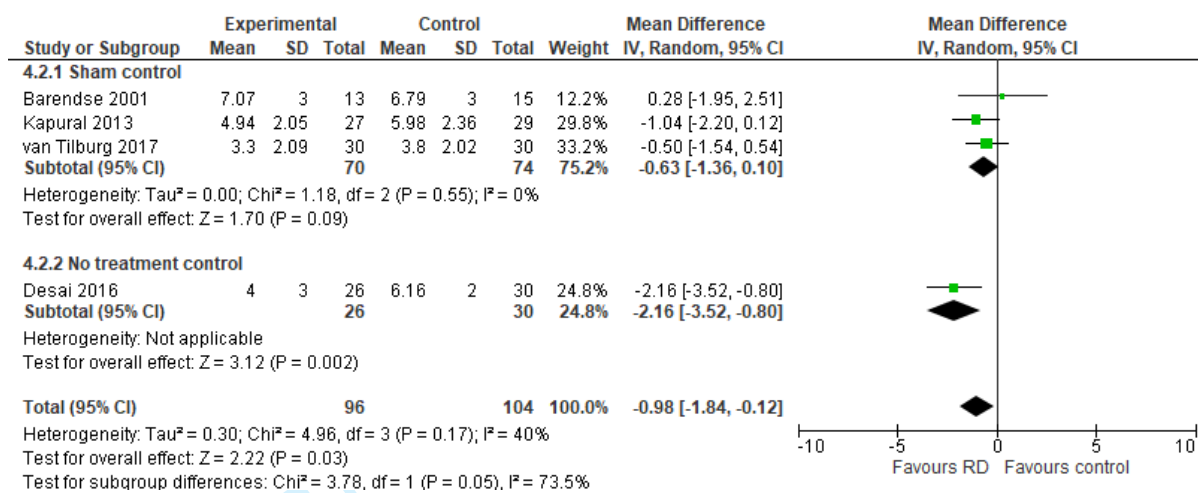 Experimental Control Mean Difference Mean Difference
Study or Subgroup Mean SD Total Mean SD Total Weight IV, Random, 95% CI IV, Random, 95% CI
4.2.1 Sham control
Barendse 2001 7.07 3 13 6.79 3 15 12.2% 0.28 [-1.95, 2.51]
Kapural 2013 4.94 2.05 27 5.98 2.36 29 29.8% -1.04 [-2.20, 0.12]
van Tilburg 2017 3.3 2.09 30 3.8 2.02 30 33.2% -0.50 [-1.54, 0.54]
Subtotal (95% CI) 70 74 75.2% -0.63 [-1.36, 0.10]
Heterogeneity: Tau² = 0.00; Chi² = 1.18, df = 2 (P = 0.55); I² = 0%
Test for overall effect: Z = 1.70 (P = 0.09)
4.2.2 No treatment control
Desai 2016 4 3 26 6.16 2 30 24.8% -2.16 [-3.52, -0.80]
Subtotal (95% CI) 26 30 24.8% -2.16 [-3.52, -0.80]
Heterogeneity: Not applicable
Test for overall effect: Z = 3.12 (P = 0.002)
Total (95% CI) 96 104 100.0% -0.98 [-1.84, -0.12]
Heterogeneity: Tau² = 0.30; Chi² = 4.96, df = 3 (P = 0.17); I² = 40%
Test for overall effect: Z = 2.22 (P = 0.03)
Test for subgroup differences: Chi² = 3.78, df = 1 (P = 0.05), I² = 73.5%
-10 -5 0 5 10
Favours RD Favours control